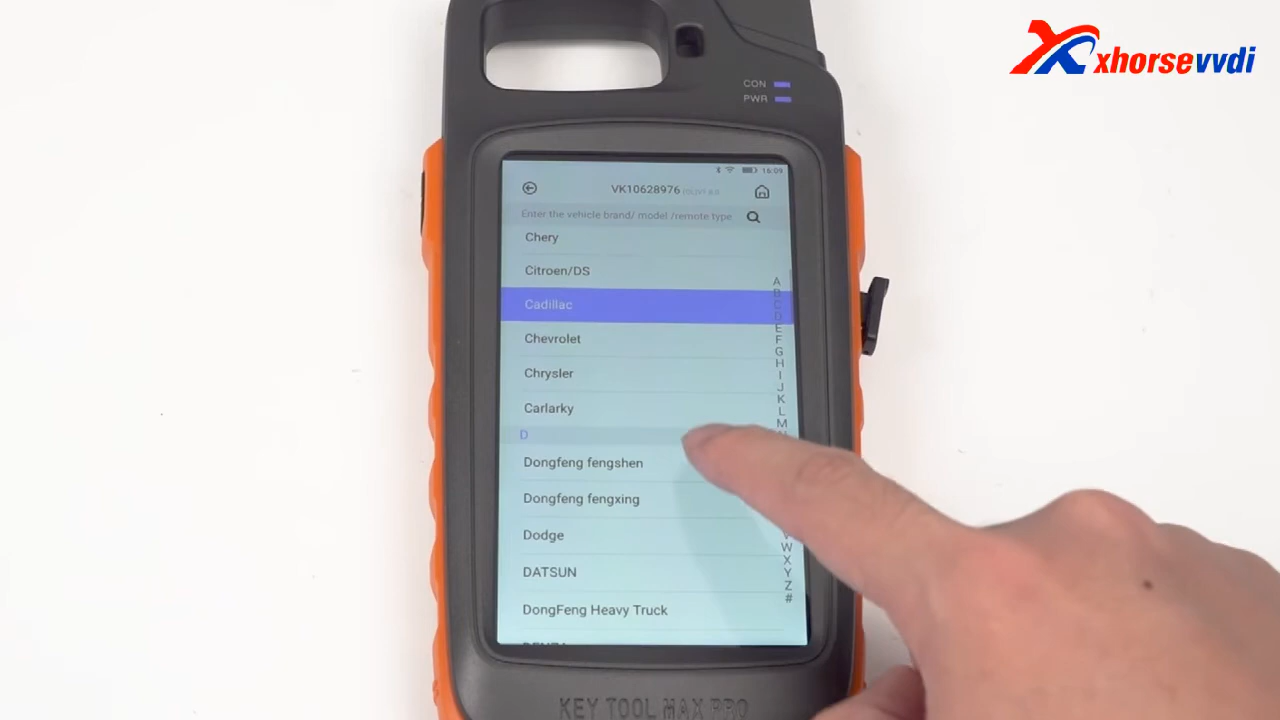 xhorsevvdi
CON
PWR
16:09
VK10628976
Enter the vehicle brand/ model /remote type
Chery
Citroen/DS
Cadillac
Chevrolet
Chrysler
Carlarky
D
Dongfeng fengshen
Dongfeng fengxing
Dodge
DATSUN
DongFeng Heavy Truck
A
B
C
D
E
F
G
H
I
J
K
L
M
W
X
Y
Z
#
KEY TOOL MAX PRO